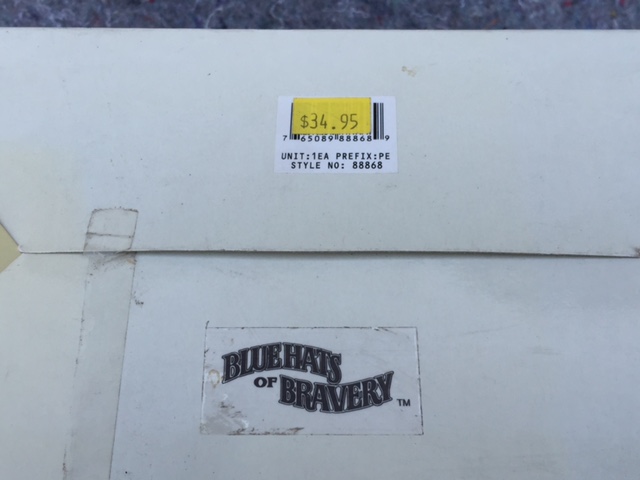 $34.95
7 65089 88868 9
UNIT:1EA PREFIX:PE
STYLE NO: 88868
BLUE HATS
OF BRAVERY TM